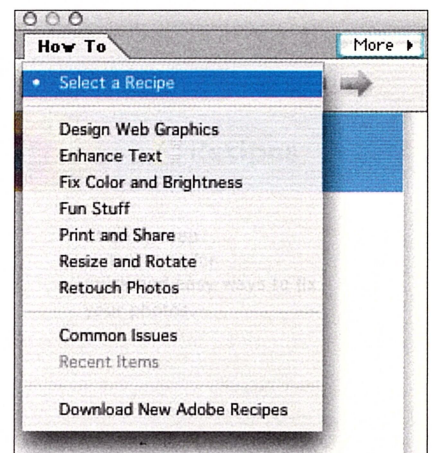 How To
More
Select a Recipe
Design Web Graphics
Enhance Text
Fix Color and Brightness
Fun Stuff
Print and Share
Resize and Rotate
Retouch Photos
Common Issues
Recent Items
Download New Adobe Recipes